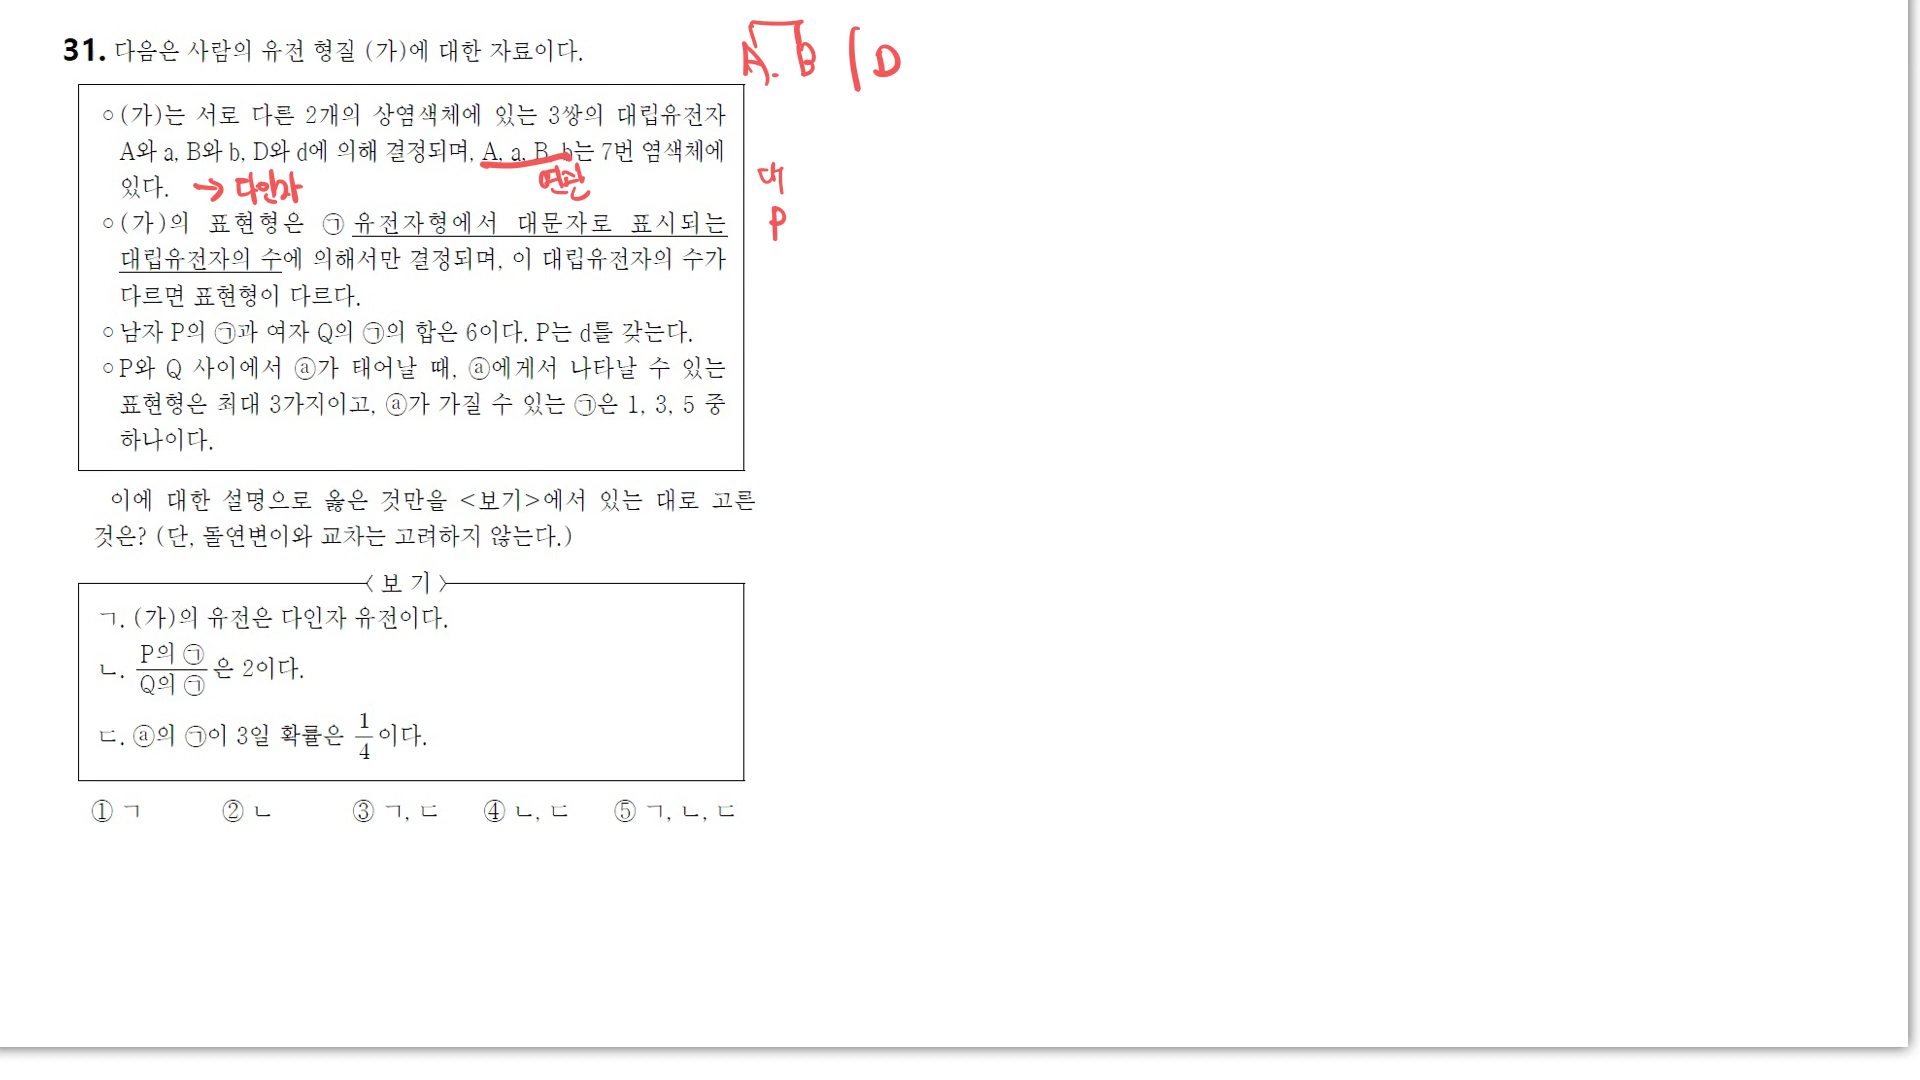 31. 다음은 사람의 유전 형질 (가)에 대한 자료이다.
A. B | D
○(가)는 서로 다른 2개의 상염색체에 있는 3쌍의 대립유전자
A와 a, B와 b, D와 d에 의해 결정되며, A, a, B, b는 7번 염색체에
있다. → 다인자 연관
대
P
○(가)의 표현형은 ㉠ 유전자형에서 대문자로 표시되는
대립유전자의 수에 의해서만 결정되며, 이 대립유전자의 수가
다르면 표현형이 다르다.
○남자 P의 ㉠과 여자 Q의 ㉠의 합은 6이다. P는 d를 갖는다.
○P와 Q 사이에서 ⓐ가 태어날 때, ⓐ에게서 나타날 수 있는
표현형은 최대 3가지이고, ⓐ가 가질 수 있는 ㉠은 1, 3, 5 중
하나이다.
이에 대한 설명으로 옳은 것만을 <보기>에서 있는 대로 고른
것은? (단, 돌연변이와 교차는 고려하지 않는다.)
〈보 기〉
ㄱ. (가)의 유전은 다인자 유전이다.
ㄴ. P의 ㉠ / Q의 ㉠ 은 2이다.
ㄷ. ⓐ의 ㉠이 3일 확률은 1/4이다.
① ㄱ ② ㄴ ③ ㄱ, ㄷ ④ ㄴ, ㄷ ⑤ ㄱ, ㄴ, ㄷ